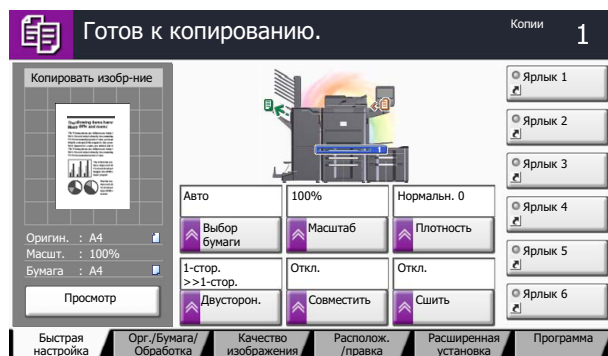 Готов к копированию.
Копии
1
Копировать изобр-ние
Оригин. : A4
Масшт. : 100%
Бумага : A4
Просмотр
1
Авто
100%
Нормальн. 0
Выбор
бумаги
Масштаб
Плотность
1-стор.
>>1-стор.
Откл.
Откл.
Двусторон.
Совместить
Сшить
Ярлык 1
Ярлык 2
Ярлык 3
Ярлык 4
Ярлык 5
Ярлык 6
Быстрая
настройка
Орг./Бумага/
Обработка
Качество
изображения
Располож.
/правка
Расширенная
установка
Программа